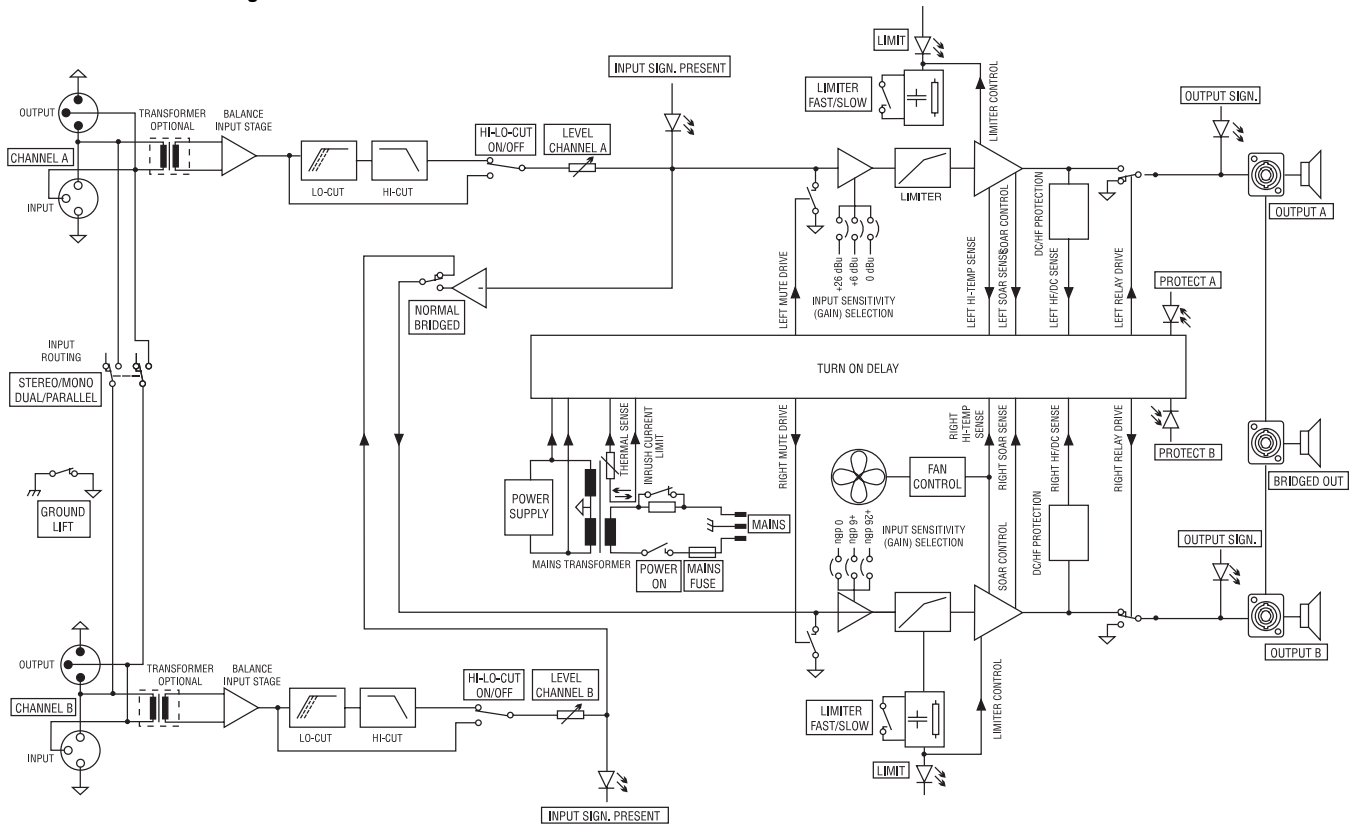 g
LIMIT
INPUT SIGN. PRESENT
OUTPUT
TRANSFORMER
OPTIONAL
BALANCE
INPUT STAGE
CHANNEL A
INPUT
LO-CUT
HI-CUT
HI-LO-CUT
ON/OFF
LEVEL
CHANNEL A
LIMITER
FAST/SLOW
LIMITER CONTROL
LIMITER
OUTPUT SIGN.
OUTPUT A
+26 dBu
+6 dBu
0 dBu
INPUT SENSITIVITY
(GAIN) SELECTION
LEFT MUTE DRIVE
LEFT HI-TEMP SENSE
LEFT SOAR SENSE
SOAR CONTROL
DC/HF PROTECTION
LEFT HF/DC SENSE
LEFT RELAY DRIVE
PROTECT A
NORMAL
BRIDGED
INPUT
ROUTING
STEREO/MONO
DUAL/PARALLEL
TURN ON DELAY
GROUND
LIFT
POWER
SUPPLY
MAINS TRANSFORMER
THERMAL SENSE
INRUSH CURRENT
LIMIT
MAINS
POWER
ON
MAINS
FUSE
RIGHT MUTE DRIVE
FAN
CONTROL
RIGHT
HI-TEMP
SENSE
RIGHT SOAR SENSE
SOAR CONTROL
RIGHT HF/DC SENSE
DC/HF PROTECTION
RIGHT RELAY DRIVE
PROTECT B
BRIDGED OUT
0 dBu
+6 dBu
+26 dBu
INPUT SENSITIVITY
(GAIN) SELECTION
OUTPUT SIGN.
OUTPUT B
OUTPUT
TRANSFORMER
OPTIONAL
BALANCE
INPUT STAGE
CHANNEL B
INPUT
LO-CUT
HI-CUT
HI-LO-CUT
ON/OFF
LEVEL
CHANNEL B
LIMITER
FAST/SLOW
LIMITER CONTROL
LIMIT
INPUT SIGN. PRESENT